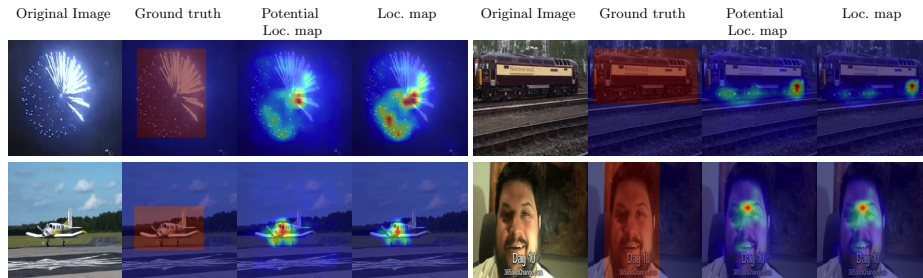 Original Image Ground truth Potential Loc. map Original Image Ground truth Potential Loc. map
Loc. map Loc. map
Day 10
Day 10
Day 10
Day 10